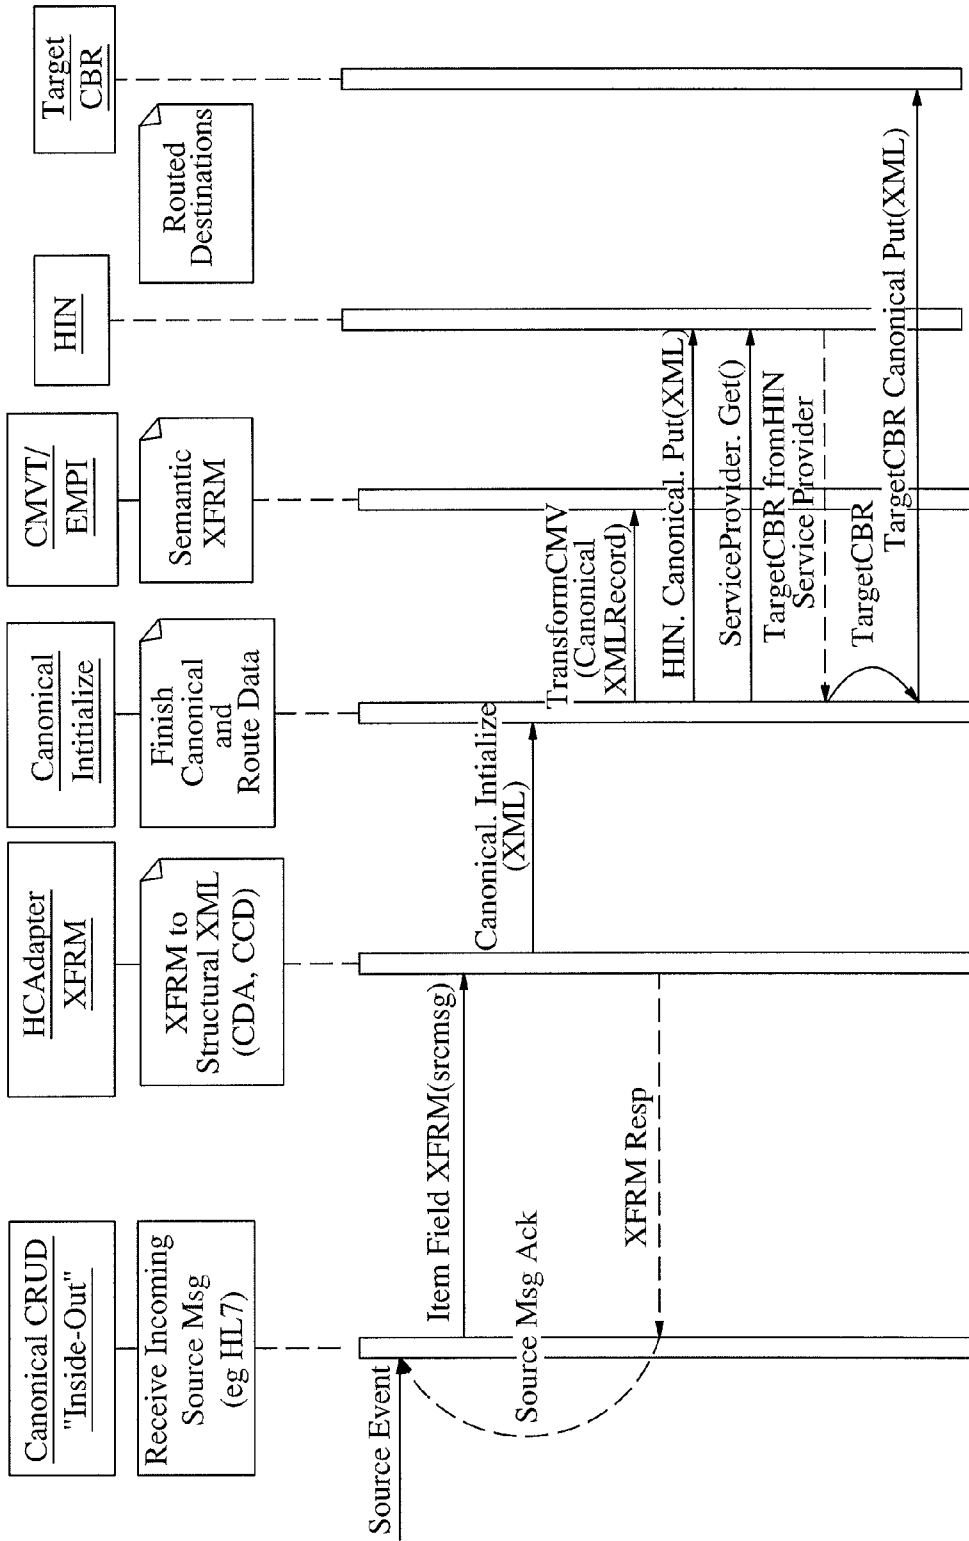 Canonical CRUD
"Inside-Out"
HCAdapter
XFRM
Canonical
Intitialize
CMVT/
EMPI
HIN
Target
CBR
Receive Incoming
Source Msg
(eg HL7)
XFRM to
Structural XML
(CDA, CCD)
Finish
Canonical
and
Route Data
Semantic
XFRM
Routed
Destinations
Source Event
Item Field XFRM(srcmsg)
Source Msg Ack
XFRM Resp
Canonical. Intialize
(XML)
TransformCMV
(Canonical
XMLRecord)
HIN. Canonical. Put(XML)
ServiceProvider. Get()
TargetCBR fromHIN
Service Provider
TargetCBR
TargetCBR Canonical Put(XML)